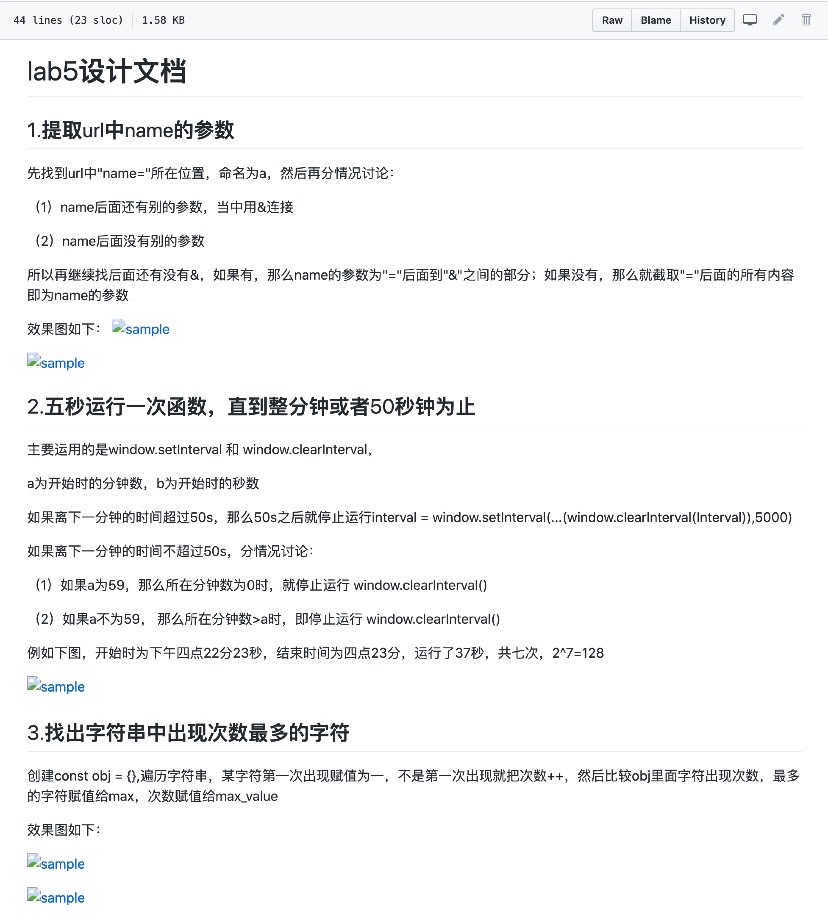 44 lines (23 sloc) 1.58 KB
Raw Blame History
lab5设计文档
1.提取url中name的参数
先找到url中"name="所在位置，命名为a，然后再分情况讨论：
（1）name后面还有别的参数，当中用&连接
（2）name后面没有别的参数
所以再继续找后面还有没有&，如果有，那么name的参数为"="后面到"&"之间的部分；如果没有，那么就截取"="后面的所有内容
即为name的参数
效果图如下： sample
sample
2.五秒运行一次函数，直到整分钟或者50秒钟为止
主要运用的是window.setInterval 和 window.clearInterval，
a为开始时的分钟数，b为开始时的秒数
如果离下一分钟的时间超过50s，那么50s之后就停止运行interval = window.setInterval(...(window.clearInterval(Interval)),5000)
如果离下一分钟的时间不超过50s，分情况讨论：
（1）如果a为59，那么所在分钟数为0时，就停止运行 window.clearInterval()
（2）如果a不为59， 那么所在分钟数>a时，即停止运行 window.clearInterval()
例如下图，开始时为下午四点22分23秒，结束时间为四点23分，运行了37秒，共七次，2^7=128
sample
3.找出字符串中出现次数最多的字符
创建const obj = {},遍历字符串，某字符第一次出现赋值为一，不是第一次出现就把次数++，然后比较obj里面字符出现次数，最多
的字符赋值给max，次数赋值给max_value
效果图如下：
sample
sample